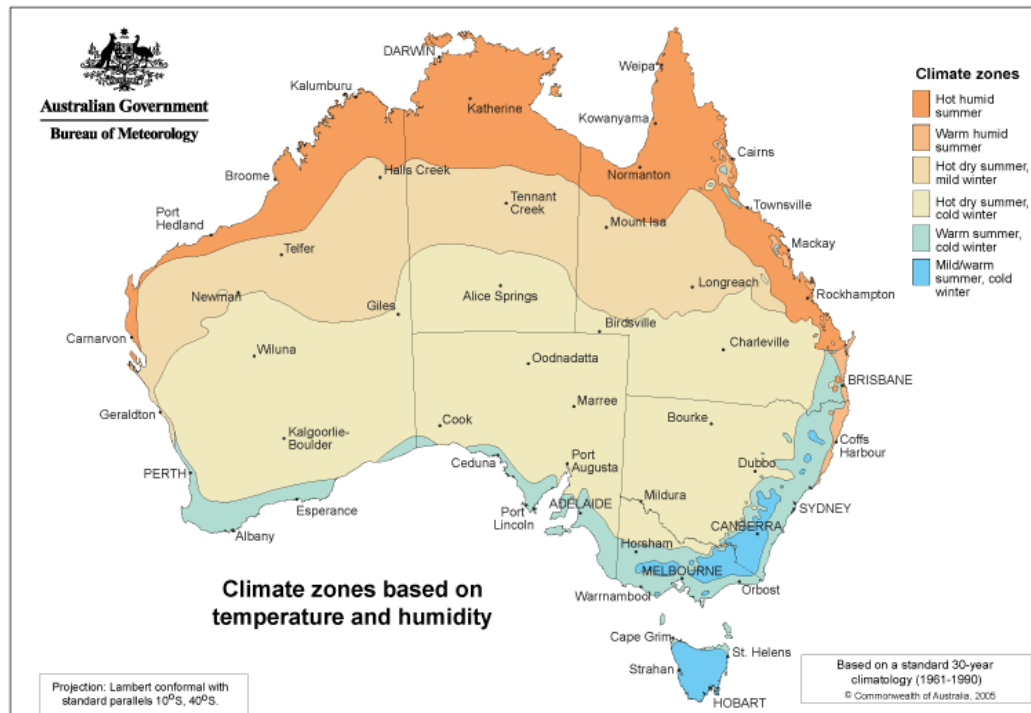 Australian Government
Bureau of Meteorology
DARWIN
Weipa
Kalumburu
Katherine
Kowanyama
Cairns
Broome
Halls Creek
Normanton
Tennant
Creek
Townsville
Port
Hedland
Mount Isa
Telfer
Mackay
Newman
Giles
Alice Springs
Longreach
Rockhampton
Carnarvon
Birdsville
Wiluna
Oodnadatta
Charleville
BRISBANE
Geraldton
Marree
Cook
Bourke
Kalgoorlie-
Boulder
Coffs
Harbour
PERTH
Ceduna
Port
Augusta
Dubbo
Esperance
ADELAIDE
Mildura
SYDNEY
Port
Lincoln
CANBERRA
Albany
Horsham
MELBOURNE
Warrnambool
Orbost
Cape Grim
St. Helens
Strahan
HOBART
Climate zones
Hot humid
summer
Warm humid
summer
Hot dry summer,
mild winter
Hot dry summer,
cold winter
Warm summer,
cold winter
Mild/warm
summer, cold
winter
Climate zones based on
temperature and humidity
Projection: Lambert conformal with
standard parallels 10°S, 40°S.
Based on a standard 30-year
climatology (1961-1990)
© Commonwealth of Australia, 2005